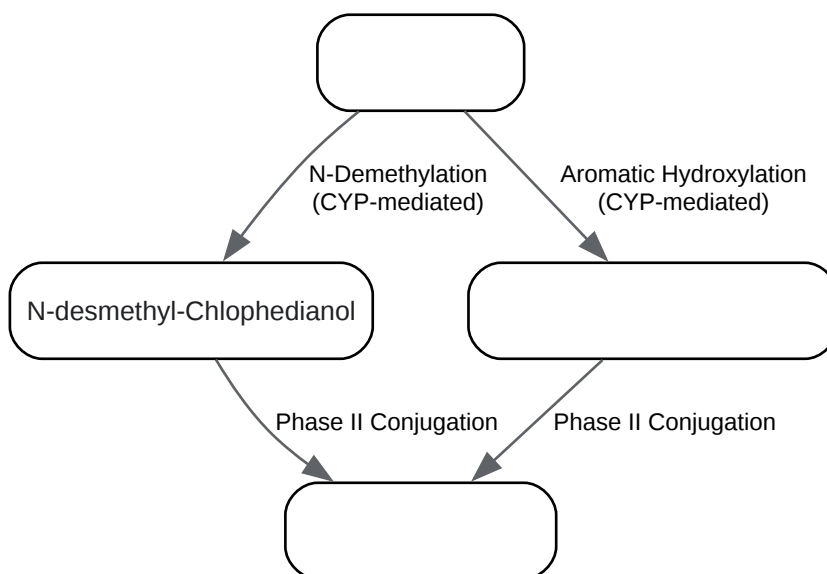 N-Demethylation
(CYP-mediated)
Aromatic Hydroxylation
(CYP-mediated)
N-desmethyl-Chlophedianol
Phase II Conjugation
Phase II Conjugation